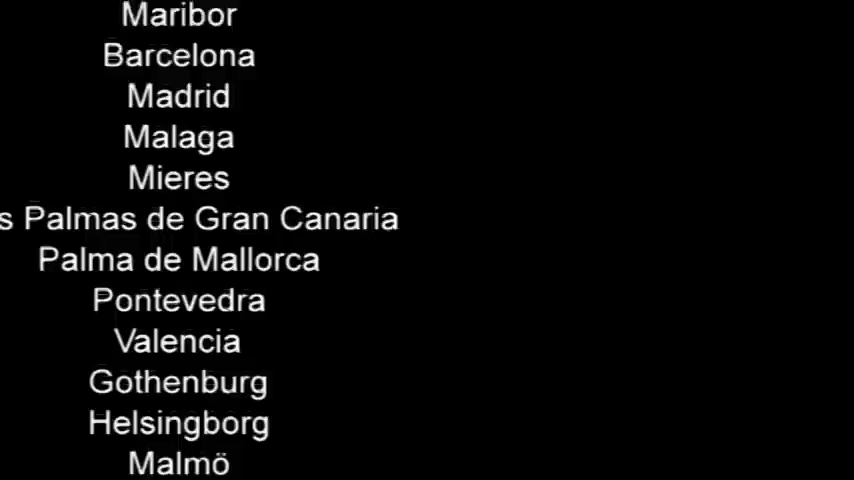 Maribor
Barcelona
Madrid
Malaga
Mieres
s Palmas de Gran Canaria
Palma de Mallorca
Pontevedra
Valencia
Gothenburg
Helsingborg
Malmö